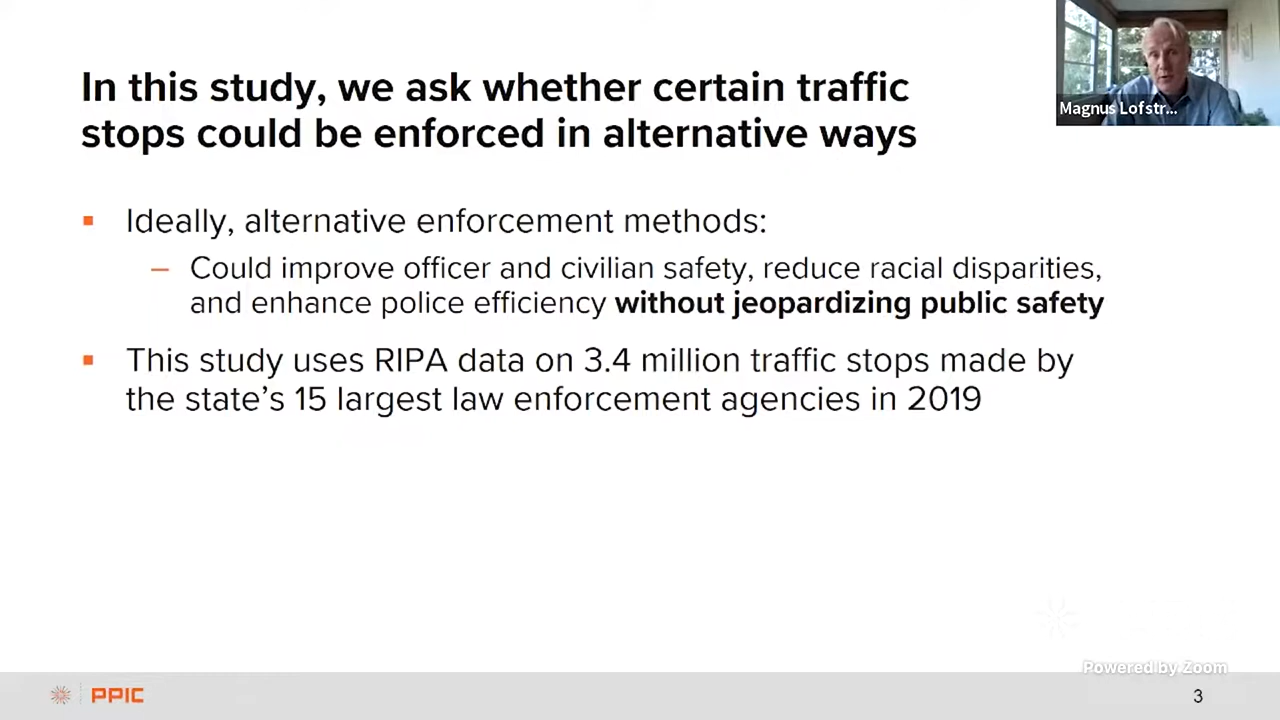 In this study, we ask whether certain traffic
stops could be enforced in alternative ways
Magnus Lofstr...
▪ Ideally, alternative enforcement methods:
– Could improve officer and civilian safety, reduce racial disparities,
and enhance police efficiency without jeopardizing public safety
▪ This study uses RIPA data on 3.4 million traffic stops made by
the state’s 15 largest law enforcement agencies in 2019
Powered by Zoom
PPIC
3